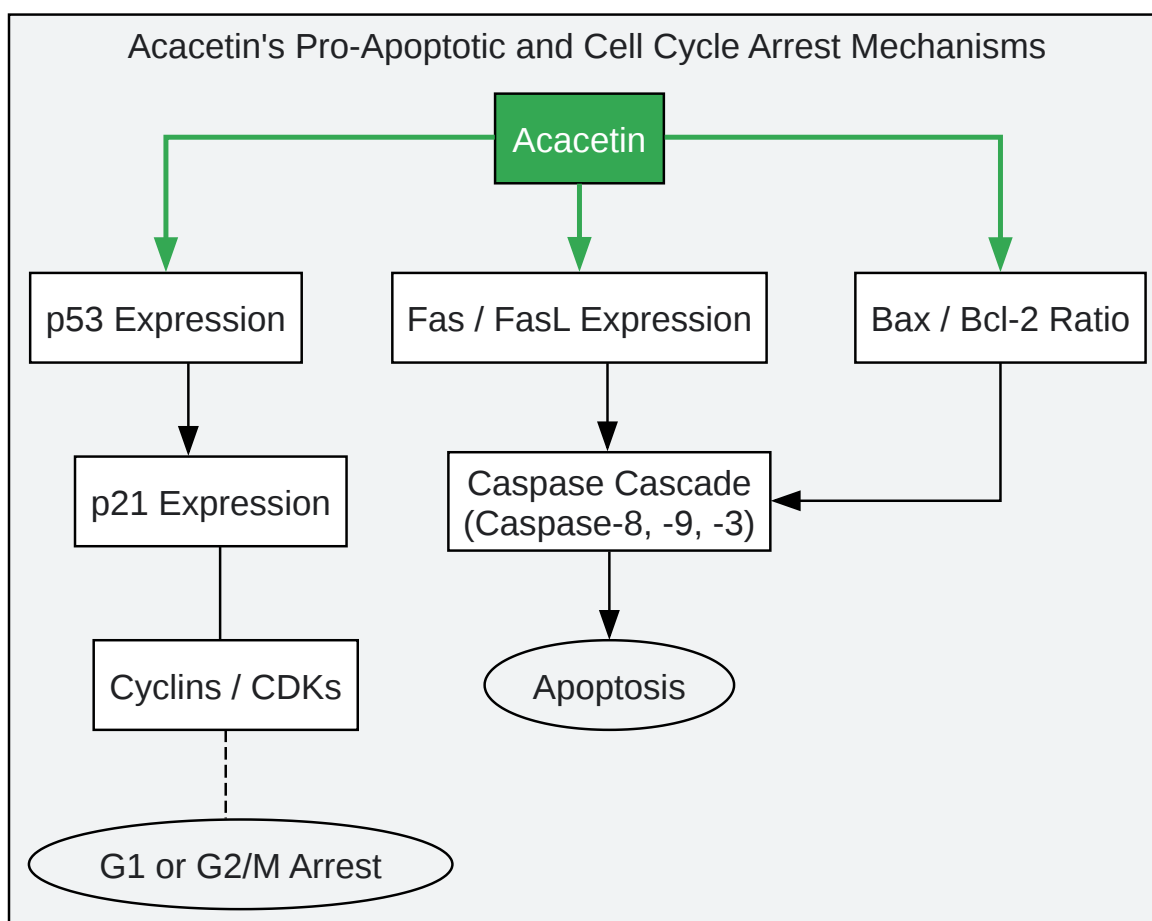 Acacetin's Pro-Apoptotic and Cell Cycle Arrest Mechanisms
Acacetin
p53 Expression
Fas / FasL Expression
Bax / Bcl-2 Ratio
p21 Expression
Caspase Cascade
(Caspase-8, -9, -3)
Cyclins / CDKs
Apoptosis
G1 or G2/M Arrest